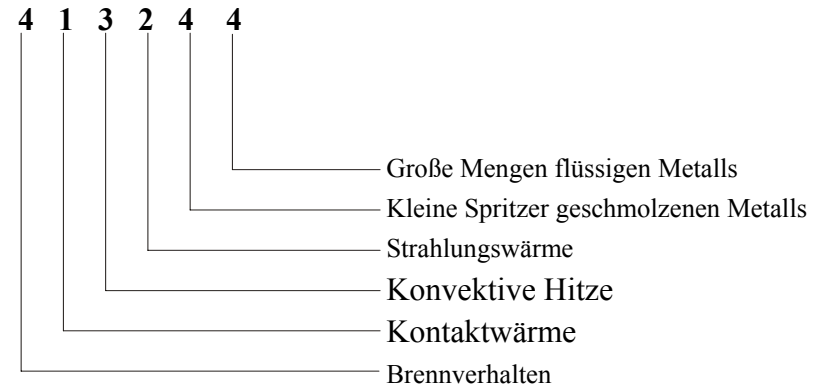 4 1 3 2 4 4
Große Mengen flüssigen Metalls
Kleine Spritzer geschmolzenen Metalls
Strahlungswärme
Konvektive Hitze
Kontaktwärme
Brennverhalten